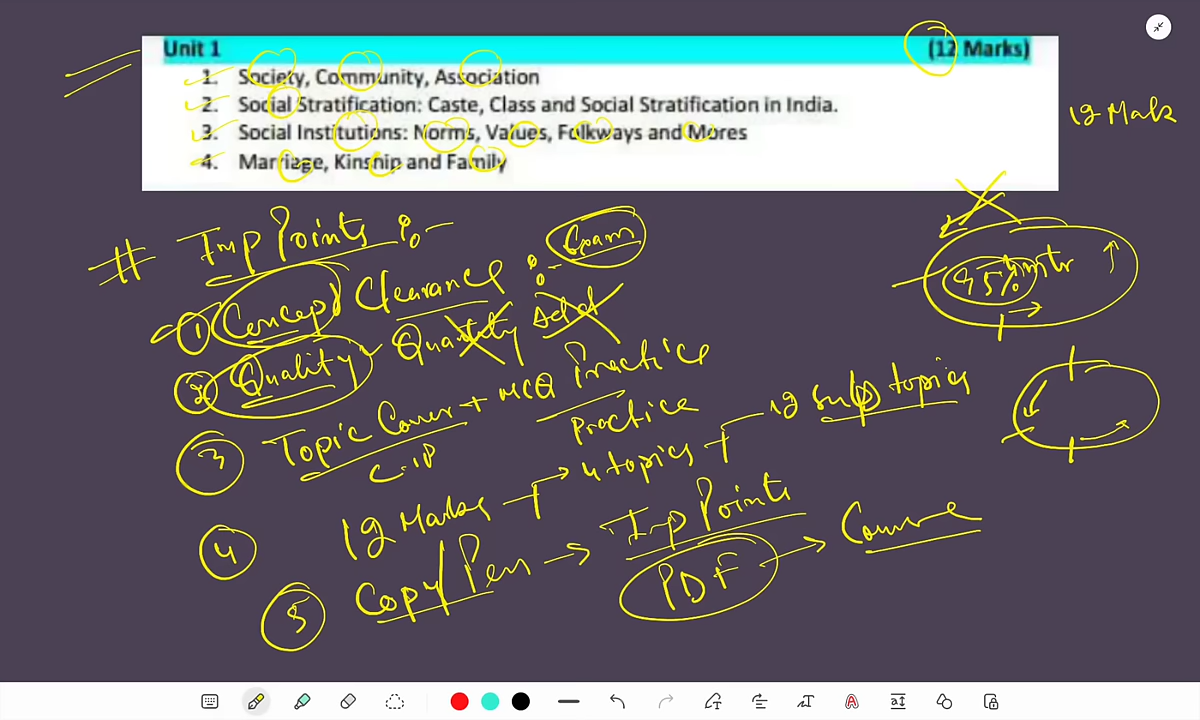 Unit 1 (12 Marks)
1. Society, Community, Association
2. Social Stratification: Caste, Class and Social Stratification in India.
3. Social Institutions: Norms, Values, Folkways and Mores
4. Marriage, Kinship and Family
12 Marks
# Imp Points :-
① Concept Clearance :- Exam
② Quality Quantity Add
95%
③ Topic Cover + MCQ Practice
Practice
④ 12 Marks → 4 topics → 12 sub topics
⑤ Copy/Pen → Imp Points
PDF →